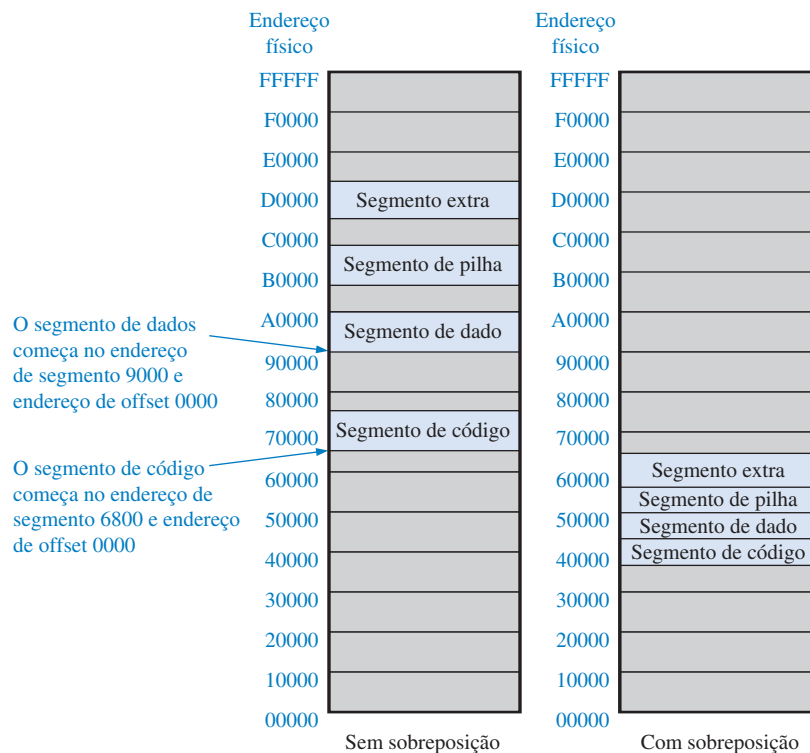 Endereço
físico
FFFFF
F0000
E0000
D0000
C0000
B0000
A0000
90000
80000
70000
60000
50000
40000
30000
20000
10000
00000
Segmento extra
Segmento de pilha
Segmento de dado
Segmento de código
O segmento de dados
começa no endereço
de segmento 9000 e
endereço de offset 0000
O segmento de código
começa no endereço de
segmento 6800 e endereço
de offset 0000
Sem sobreposição
Endereço
físico
FFFFF
F0000
E0000
D0000
C0000
B0000
A0000
90000
80000
70000
60000
50000
40000
30000
20000
10000
00000
Segmento extra
Segmento de pilha
Segmento de dado
Segmento de código
Com sobreposição